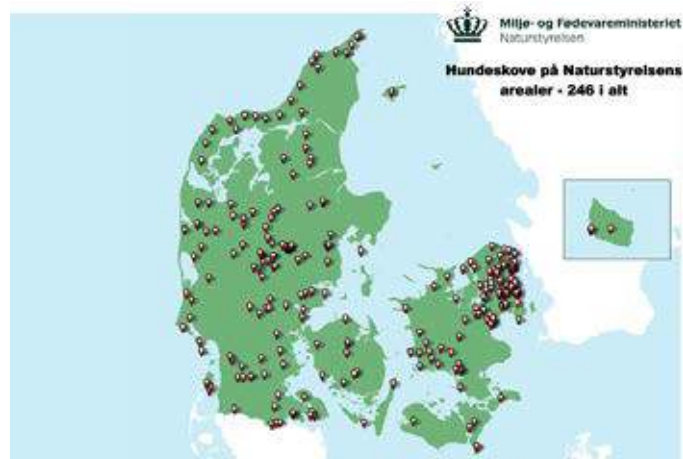 Miljø- og Fødevareministeriet
Naturstyrelsen
Hundeskove på Naturstyrelsens
arealer - 246 i alt